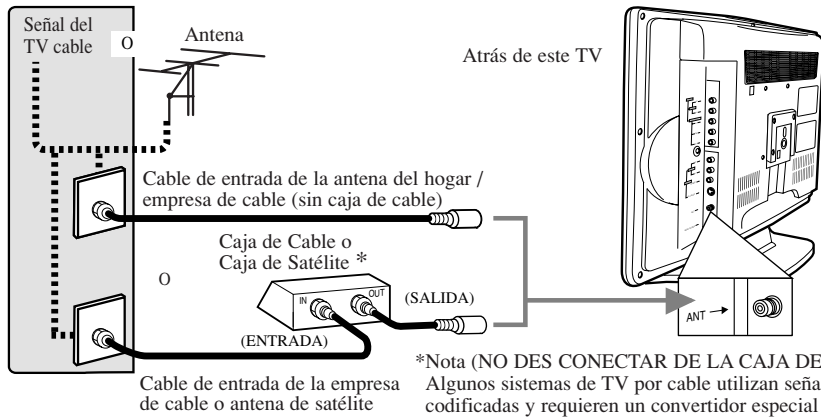 Señal del
TV cable
O
Antena
Atrás de este TV
Cable de entrada de la antena del hogar /
empresa de cable (sin caja de cable)
Caja de Cable o
Caja de Satélite *
O
IN
OUT
(SALIDA)
(ENTRADA)
ANT
Cable de entrada de la empresa
de cable o antena de satélite
*Nota (NO DES CONECTAR DE LA CAJA DE
Algunos sistemas de TV por cable utilizan seña
codificadas y requieren un convertidor especial